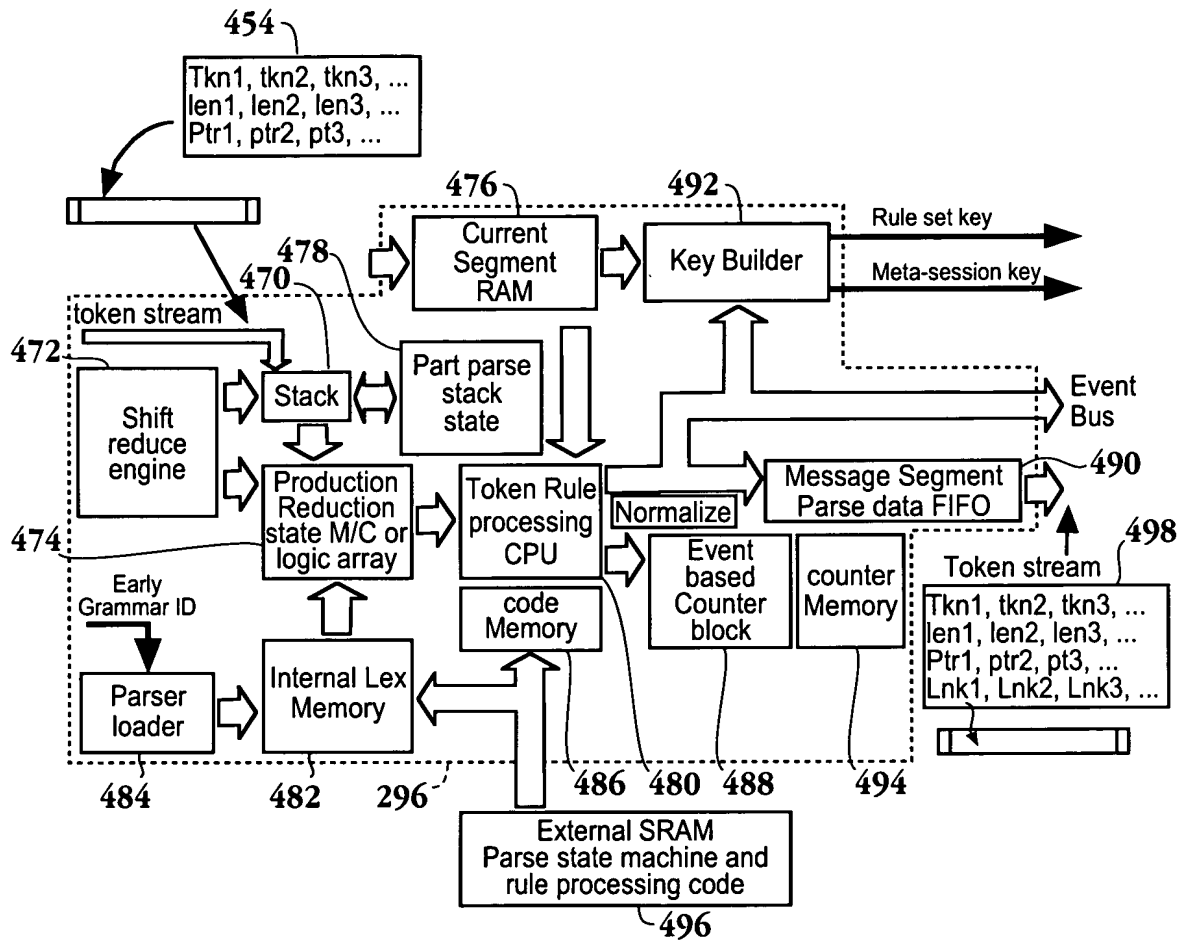 454
Tkn1, tkn2, tkn3, ...
len1, len2, len3, ...
Ptr1, ptr2, pt3, ...
476
492
Current
Segment
RAM
Key Builder
Rule set key
Meta-session key
478
470
token stream
472
Stack
Part parse
stack
state
Event
Bus
Shift
reduce
engine
474
Production
Reduction
state M/C or
logic array
Token Rule
processing
CPU
Normalize
Message Segment
Parse data FIFO
490
498
Early
Grammar ID
code
Memory
Event
based
Counter
block
counter
Memory
Token stream
Tkn1, tkn2, tkn3, ...
len1, len2, len3, ...
Ptr1, ptr2, pt3, ...
Lnk1, Lnk2, Lnk3, ...
Parser
loader
Internal Lex
Memory
484
482
296
486
480
488
494
External SRAM
Parse state machine and
rule processing code
496